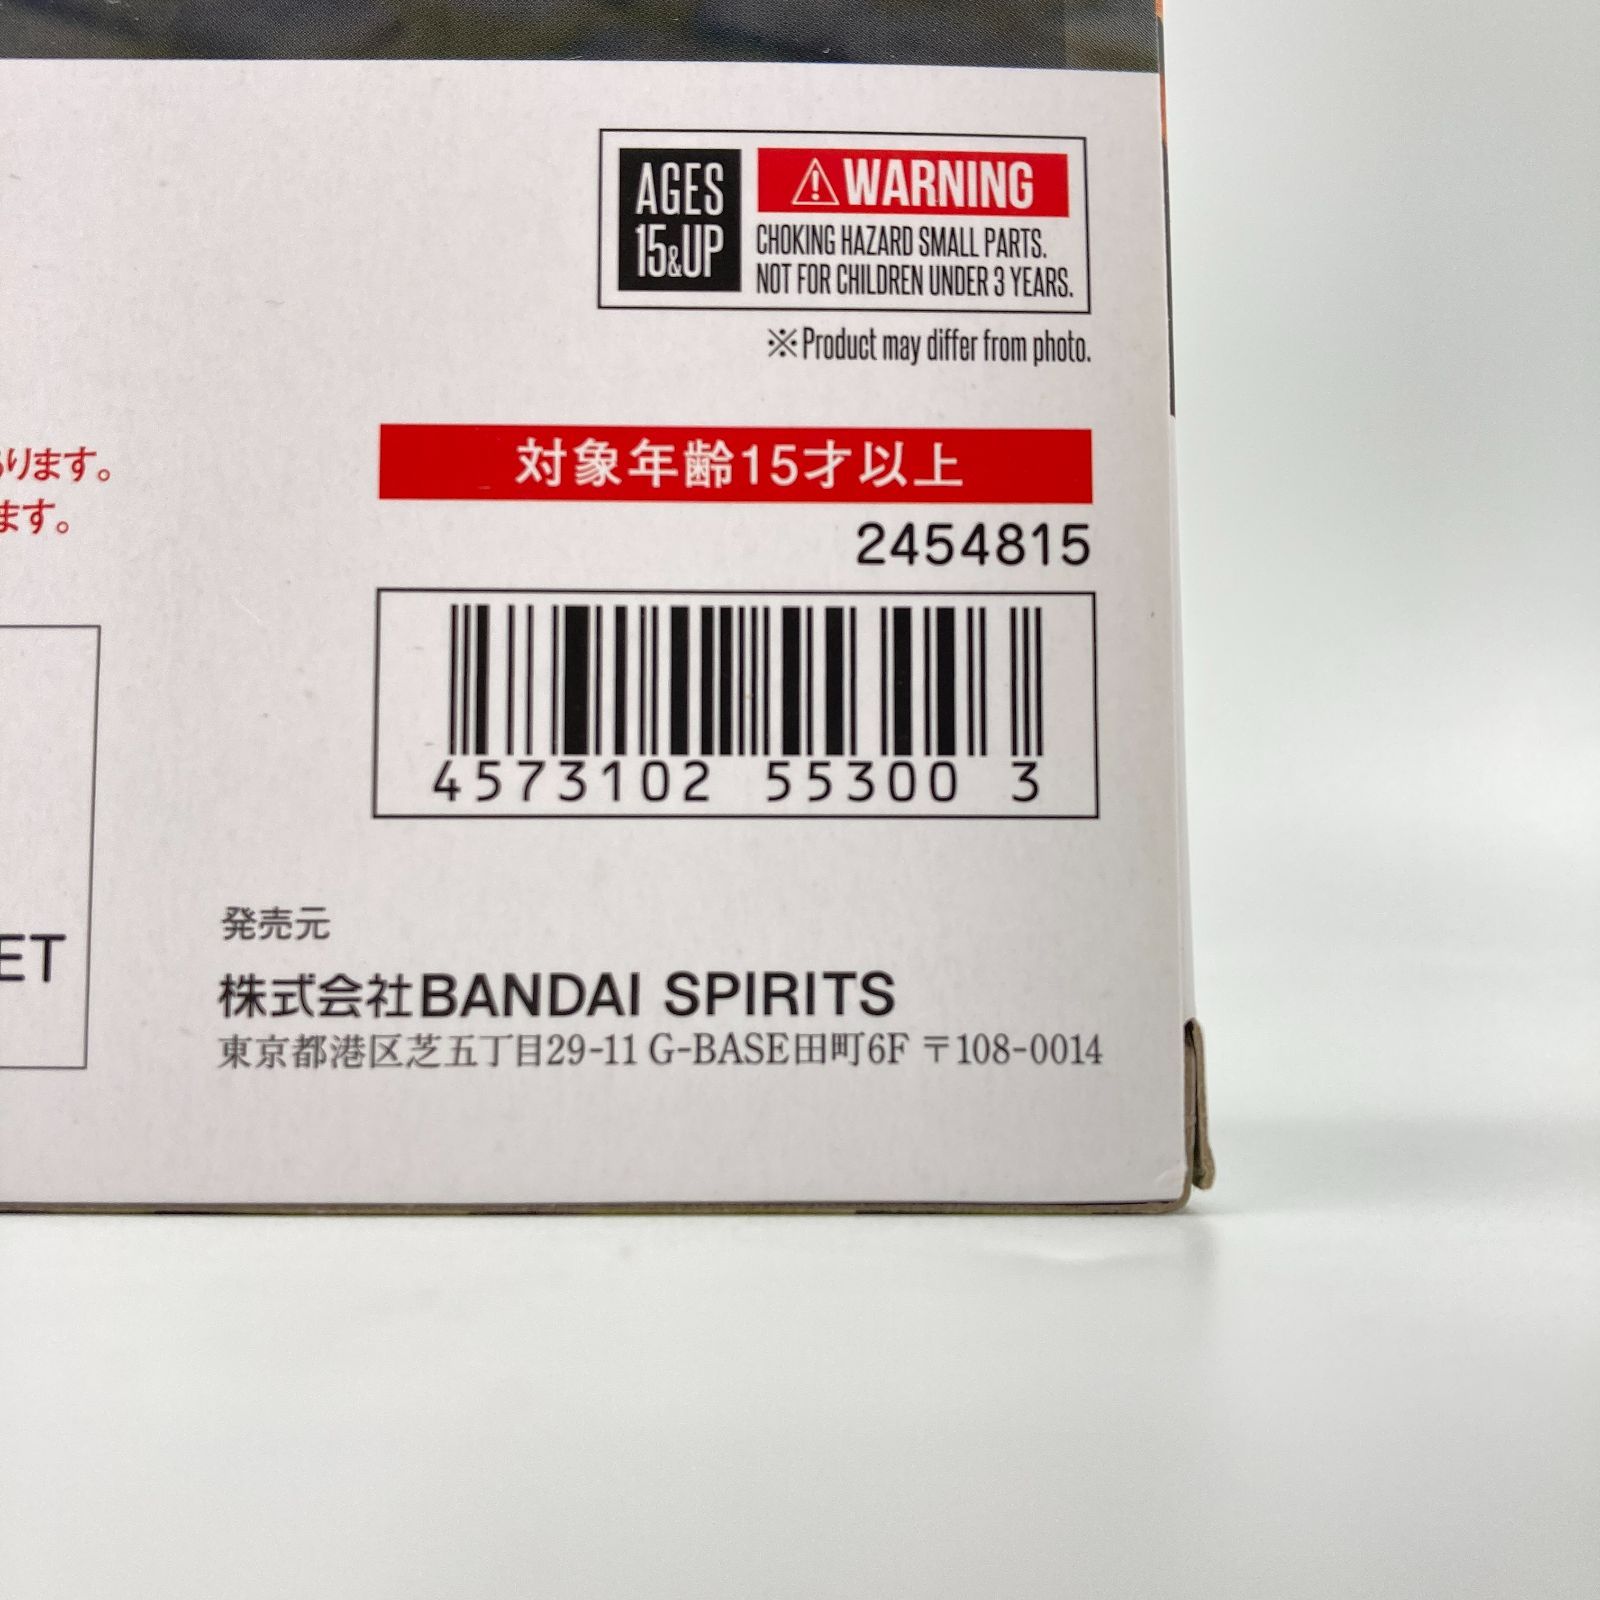 AGES
15&UP
⚠WARNING
CHOKING HAZARD SMALL PARTS.
NOT FOR CHILDREN UNDER 3 YEARS.
※Product may differ from photo.
ります。
ます。
対象年齢15才以上
2454815
4573102 55300 3
ET
発売元
株式会社BANDAI SPIRITS
東京都港区芝五丁目29-11 G-BASE田町6F 〒108-0014